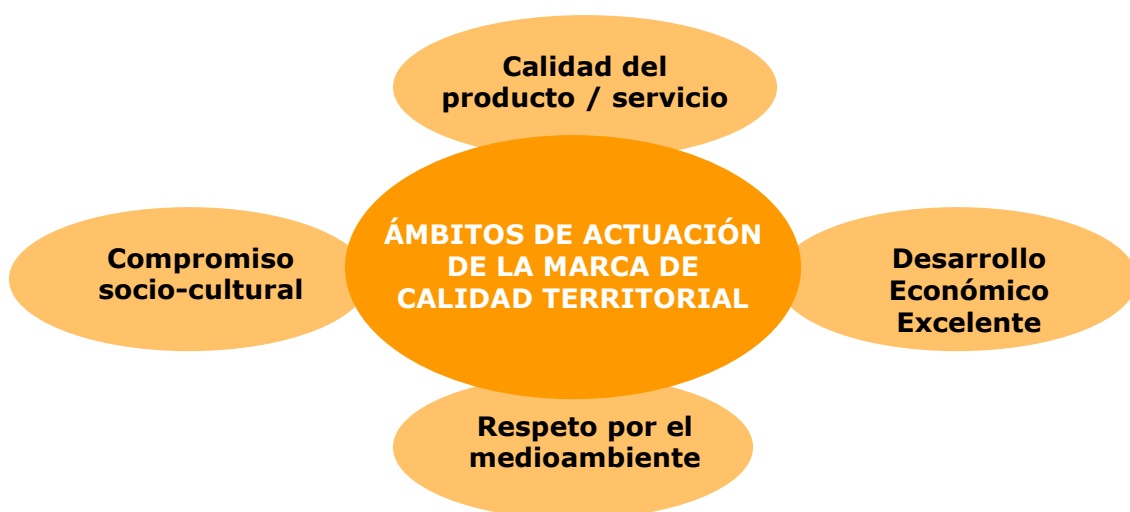 Calidad del
producto / servicio
ÁMBITOS DE ACTUACIÓN
DE LA MARCA DE
CALIDAD TERRITORIAL
Compromiso
socio-cultural
Desarrollo
Económico
Excelente
Respeto por el
medioambiente